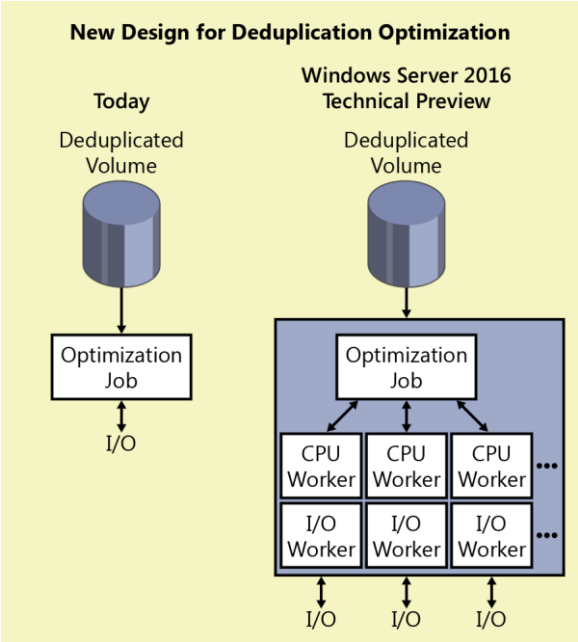 New Design for Deduplication Optimization
Today
Deduplicated
Volume
Optimization
Job
I/O
Windows Server 2016
Technical Preview
Deduplicated
Volume
Optimization
Job
CPU
Worker
CPU
Worker
CPU
Worker
•••
I/O
Worker
I/O
Worker
I/O
Worker
•••
I/O
I/O
I/O